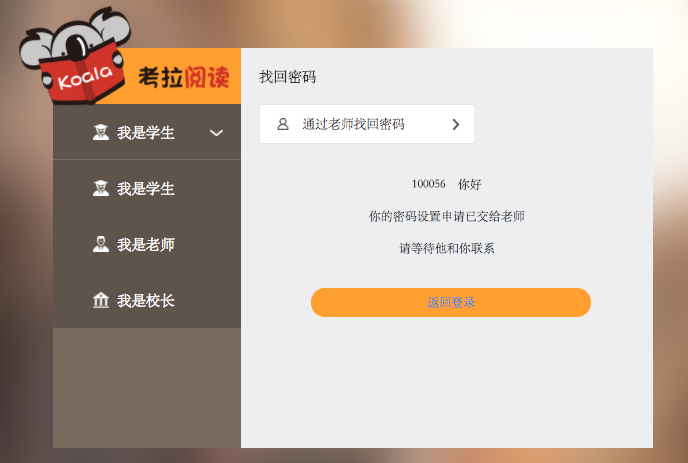 Koala
考拉阅读
我是学生
我是学生
我是老师
我是校长
找回密码
通过老师找回密码
100056 你好
你的密码设置申请已交给老师
请等待他和你联系
返回登录